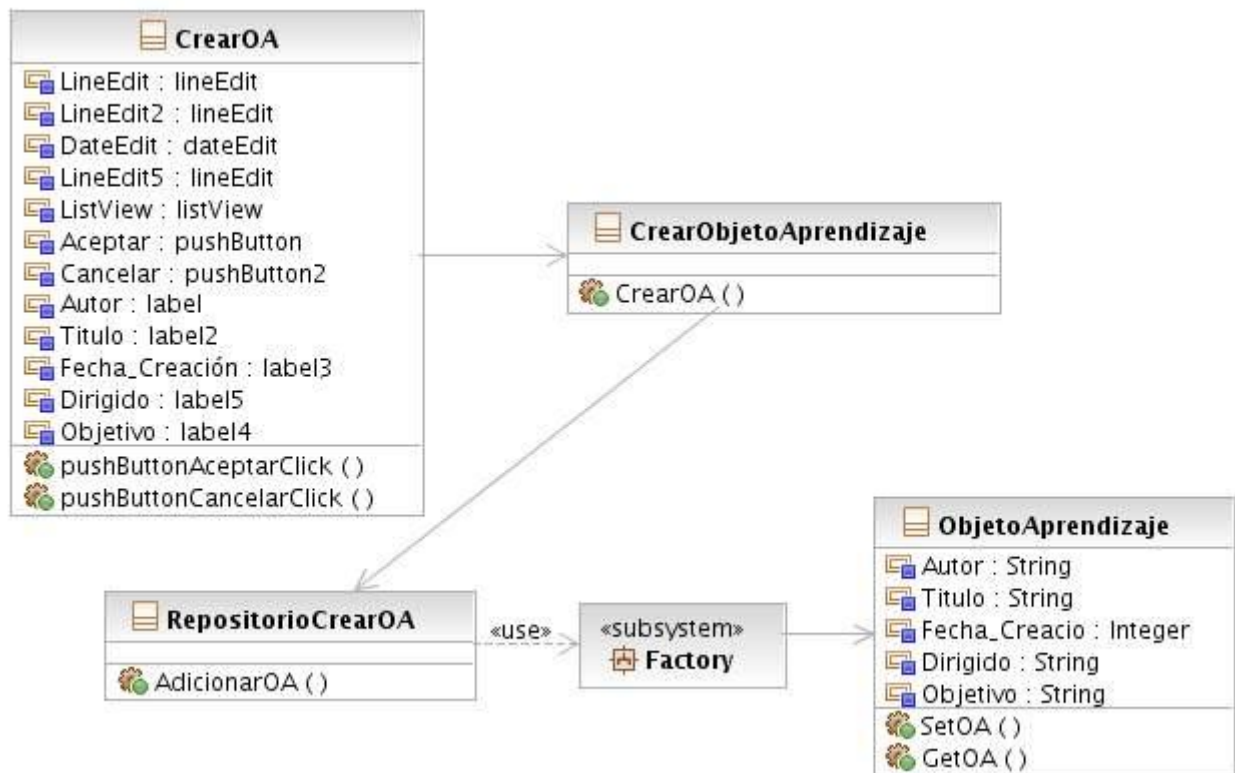 CrearOA
LineEdit : lineEdit
LineEdit2 : lineEdit
DateEdit : dateEdit
LineEdit5 : lineEdit
ListView : listView
Aceptar : pushButton
Cancelar : pushButton2
Autor : label
Titulo : label2
Fecha_Creación : label3
Dirigido : label5
Objetivo : label4
pushButtonAceptarClick ( )
pushButtonCancelarClick ( )
CrearObjetoAprendizaje
CrearOA ( )
RepositorioCrearOA
AdicionarOA ( )
«use»
«subsystem»
Factory
ObjetoAprendizaje
Autor : String
Titulo : String
Fecha_Creacio : Integer
Dirigido : String
Objetivo : String
SetOA ( )
GetOA ( )